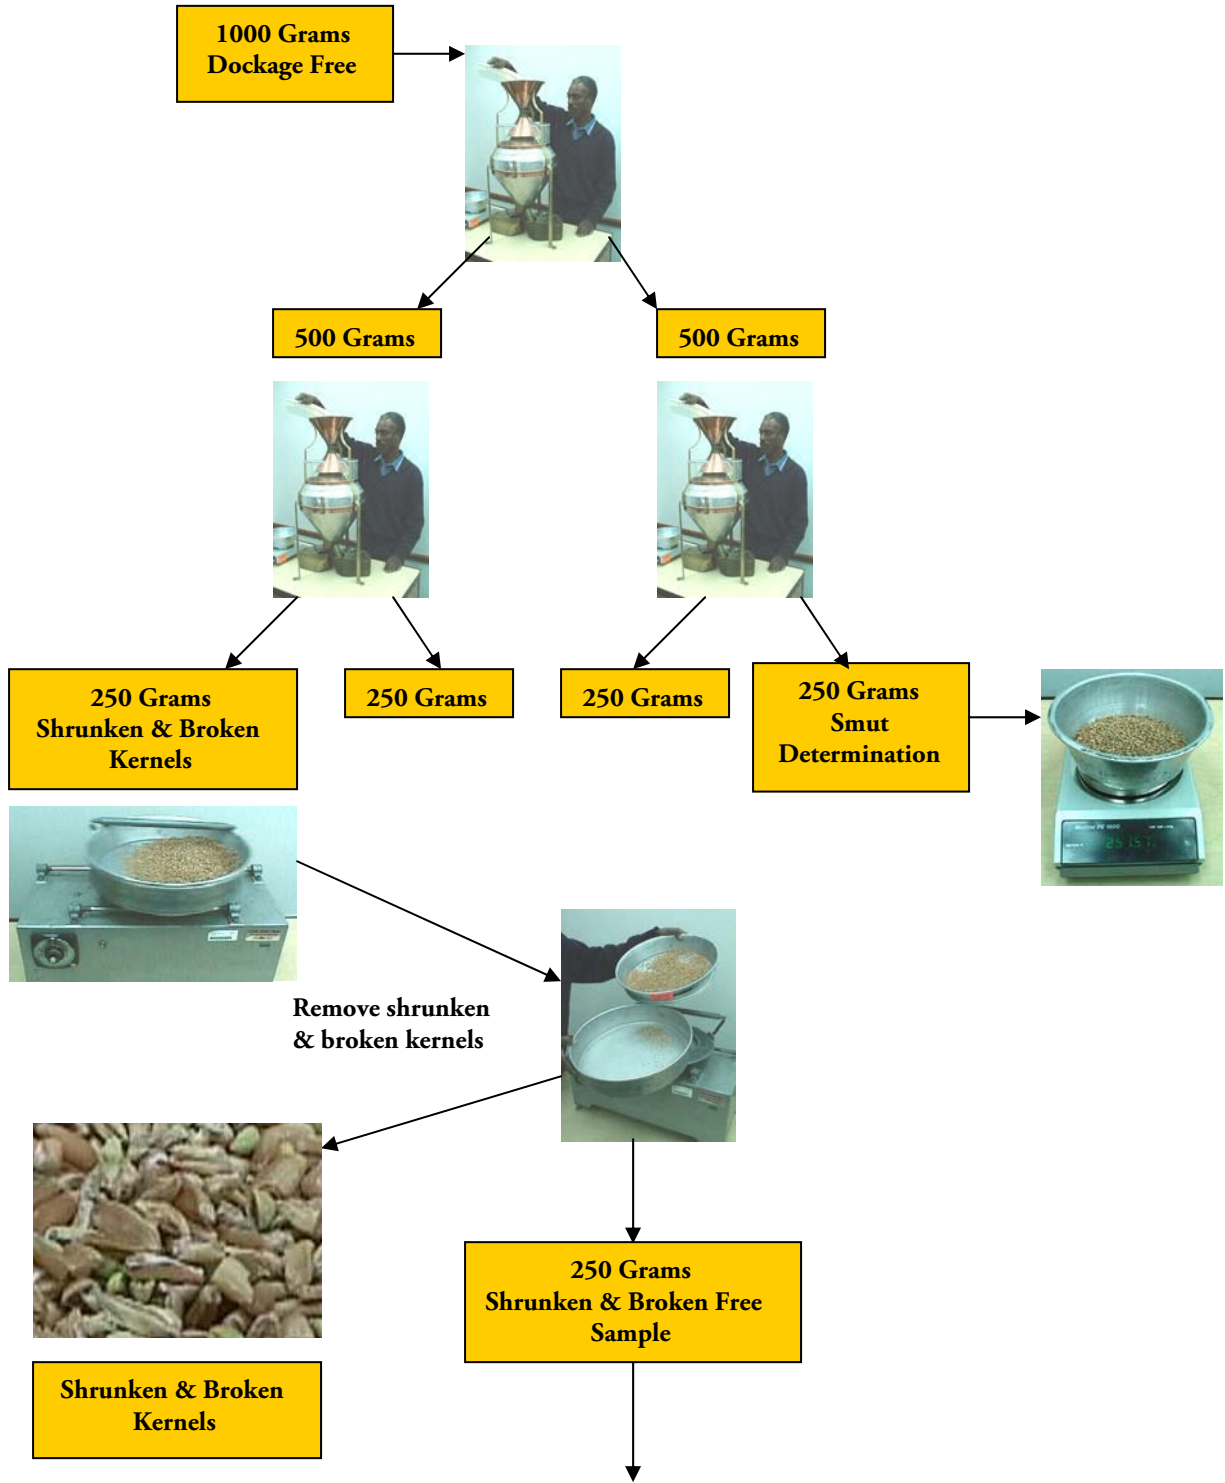 1000 Grams
Dockage Free
500 Grams
500 Grams
250 Grams
Shrunken & Broken
Kernels
250 Grams
250 Grams
250 Grams
Smut
Determination
Remove shrunken
& broken kernels
250 Grams
Shrunken & Broken Free
Sample
Shrunken & Broken
Kernels